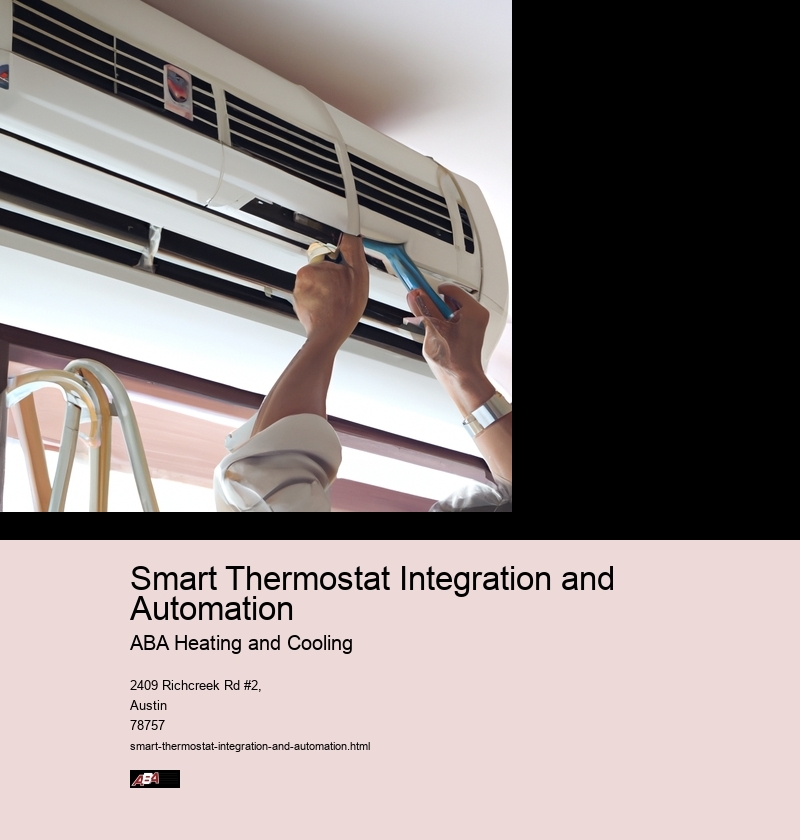 Smart Thermostat Integration and
Automation
ABA Heating and Cooling
2409 Richcreek Rd #2,
Austin
78757
smart-thermostat-integration-and-automation.html
ABA